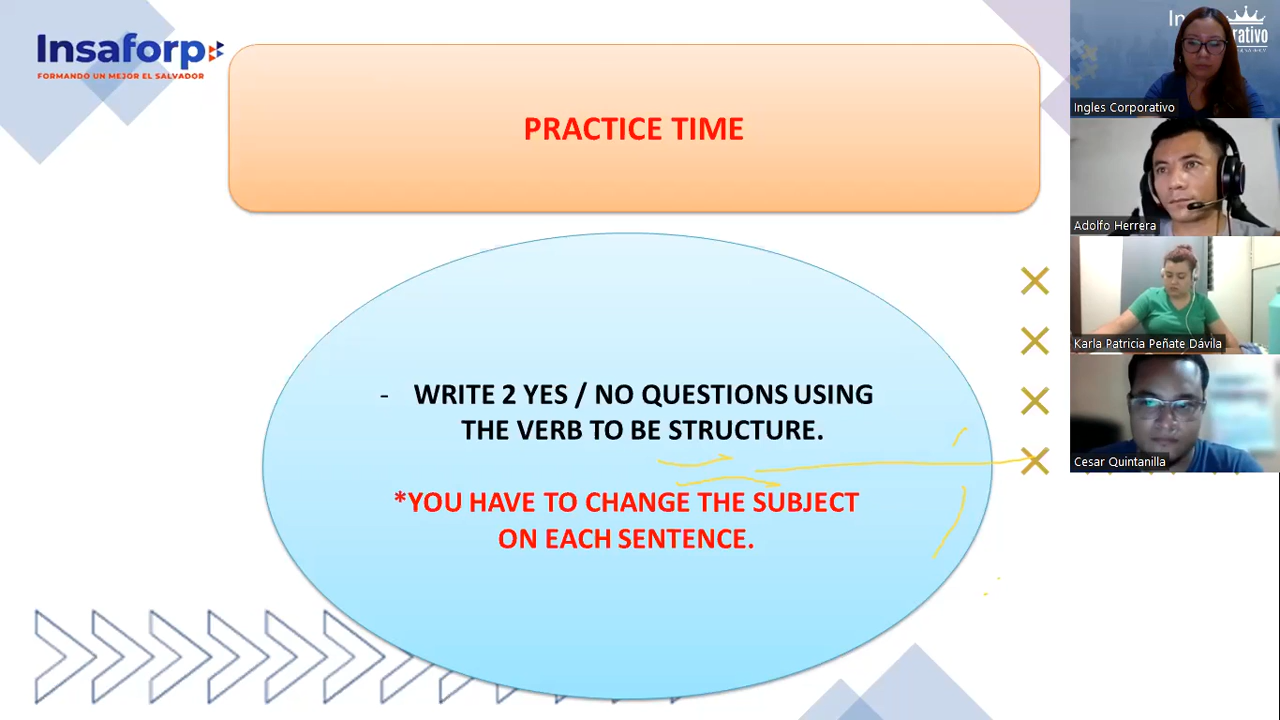 Insaforp
FORMANDO UN MEJOR EL SALVADOR
PRACTICE TIME
- WRITE 2 YES / NO QUESTIONS USING
THE VERB TO BE STRUCTURE.
*YOU HAVE TO CHANGE THE SUBJECT
ON EACH SENTENCE.
Ingles Corporativo
Adolfo Herrera
Karla Patricia Peñate Dávila
Cesar Quintanilla